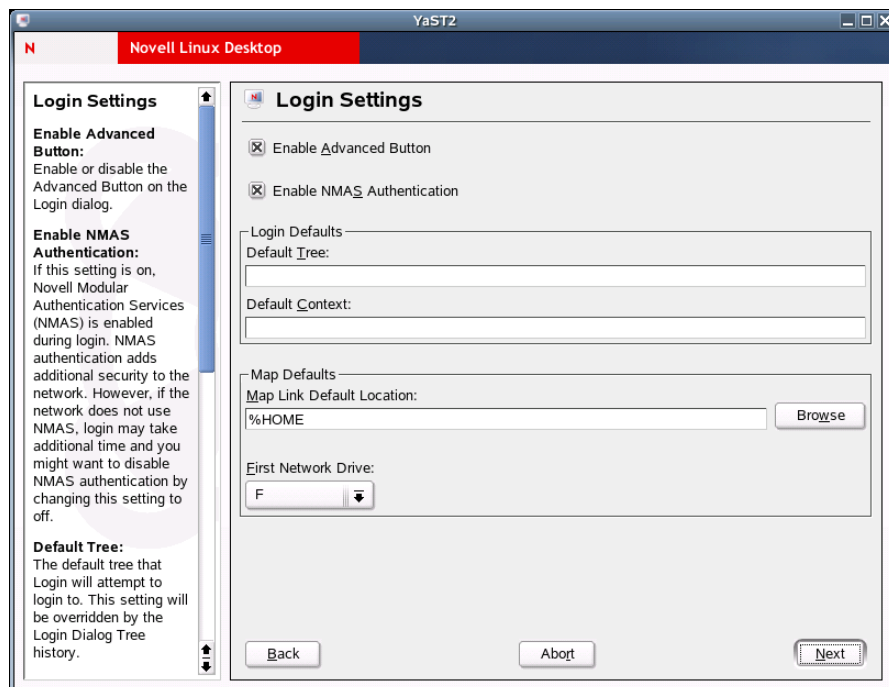 YaST2
N Novell Linux Desktop
Login Settings
Enable Advanced
Button:
Enable or disable the
Advanced Button on the
Login dialog.
Enable NMAS
Authentication:
If this setting is on,
Novell Modular
Authentication Services
(NMAS) is enabled
during login. NMAS
authentication adds
additional security to the
network. However, if the
network does not use
NMAS, login may take
additional time and you
might want to disable
NMAS authentication by
changing this setting to
off.
Default Tree:
The default tree that
Login will attempt to
login to. This setting will
be overridden by the
Login Dialog Tree
history.
Login Settings
Enable Advanced Button
Enable NMAS Authentication
Login Defaults
Default Tree:
Default Context:
Map Defaults
Map Link Default Location:
%HOME
Browse
First Network Drive:
F
Back
Abort
Next